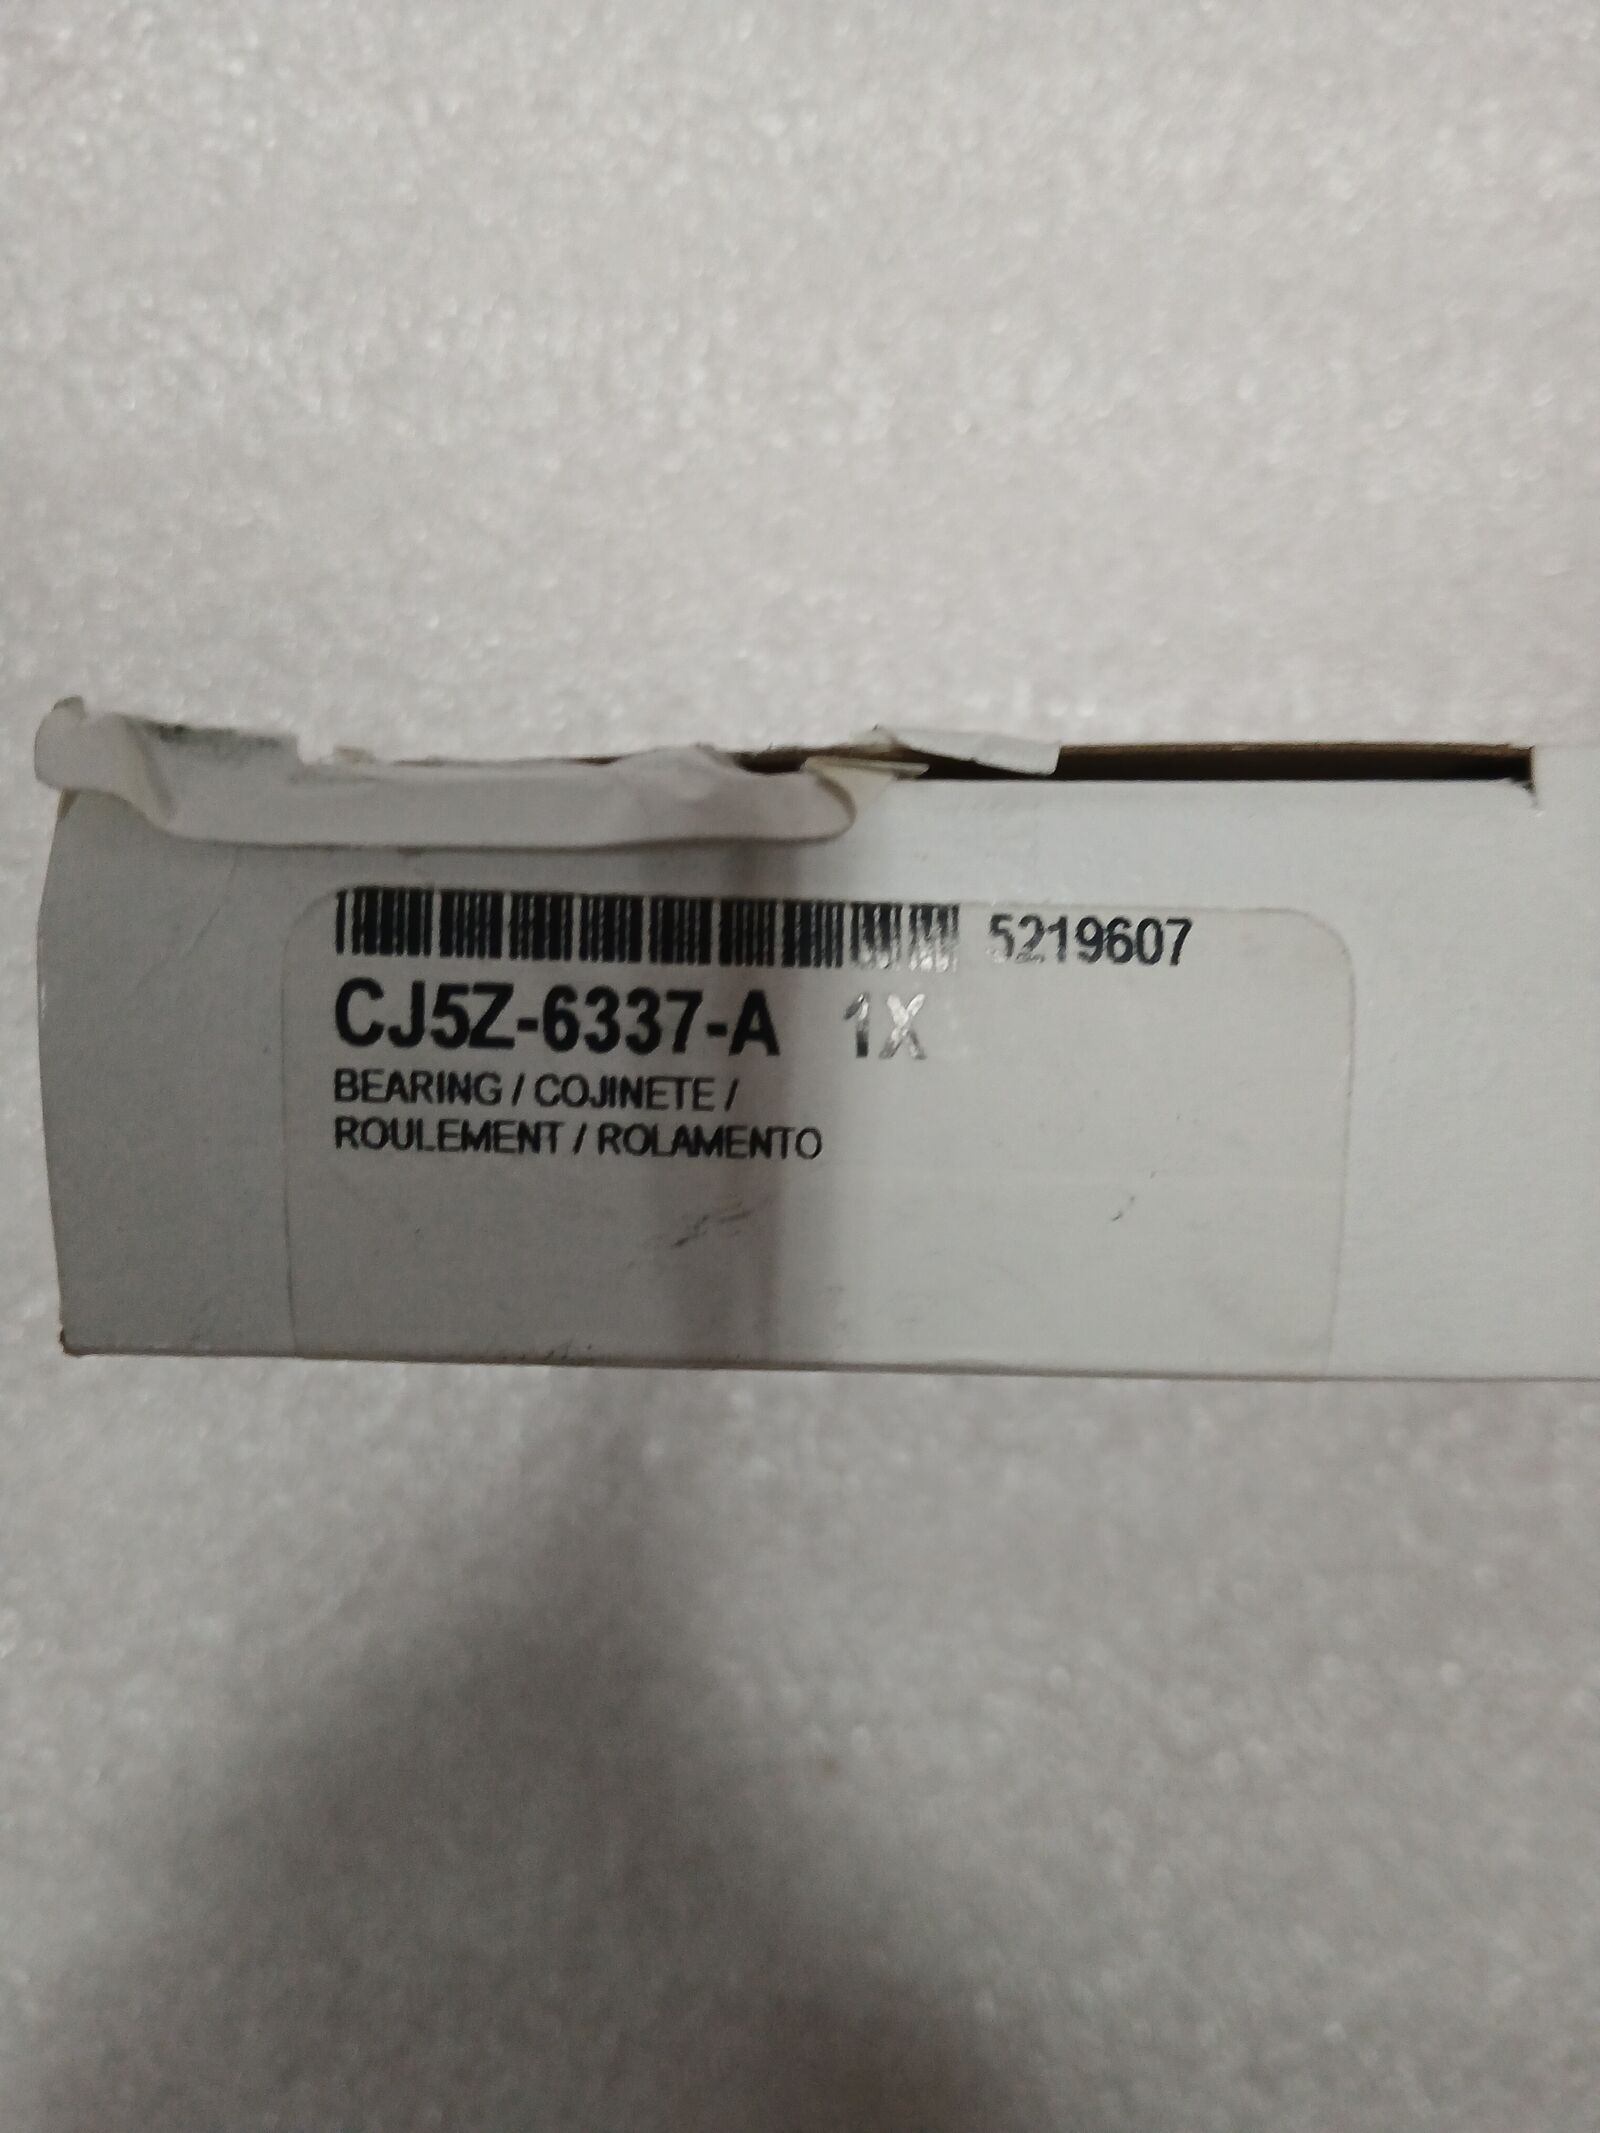 5219607
CJ5Z-6337-A 1X
BEARING / COJINETE /
ROULEMENT / ROLAMENTO